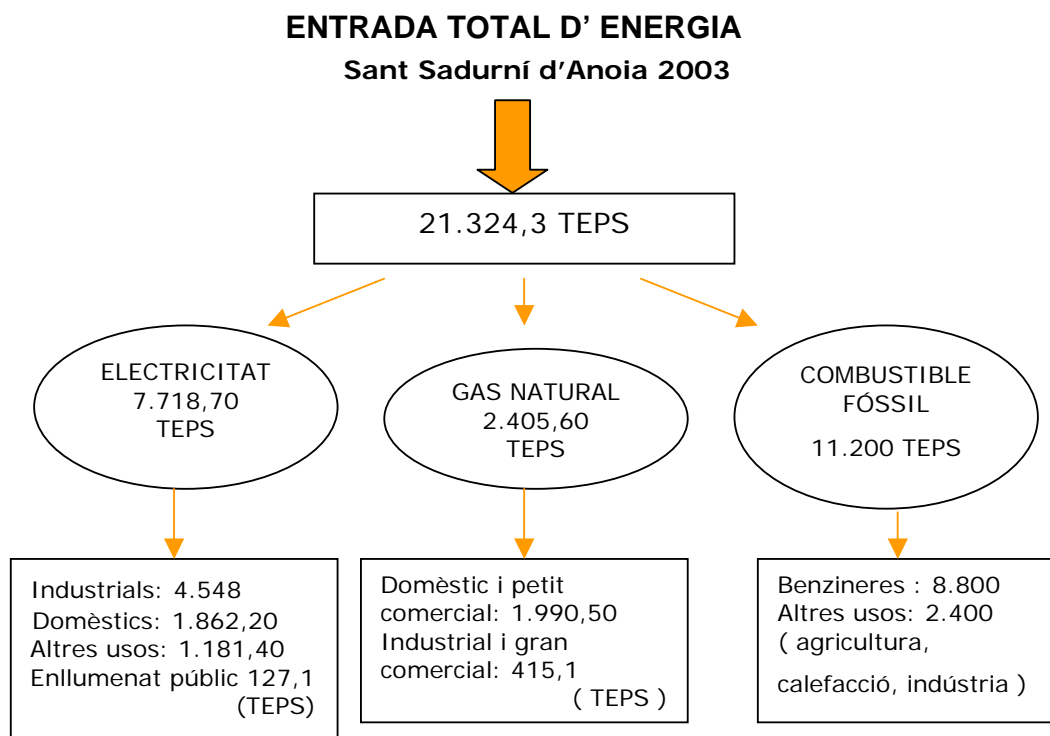 ENTRADA TOTAL D' ENERGIA
Sant Sadurní d'Anoia 2003
21.324,3 TEPS
ELECTRICITAT
7.718,70
TEPS
GAS NATURAL
2.405,60
TEPS
COMBUSTIBLE
FÓSSIL
11.200 TEPS
Industrials: 4.548
Domèstics: 1.862,20
Altres usos: 1.181,40
Enllumenat públic 127,1
(TEPS)
Domèstic i petit
comercial: 1.990,50
Industrial i gran
comercial: 415,1
( TEPS )
Benzineres : 8.800
Altres usos: 2.400
( agricultura,
calefacció, indústria )